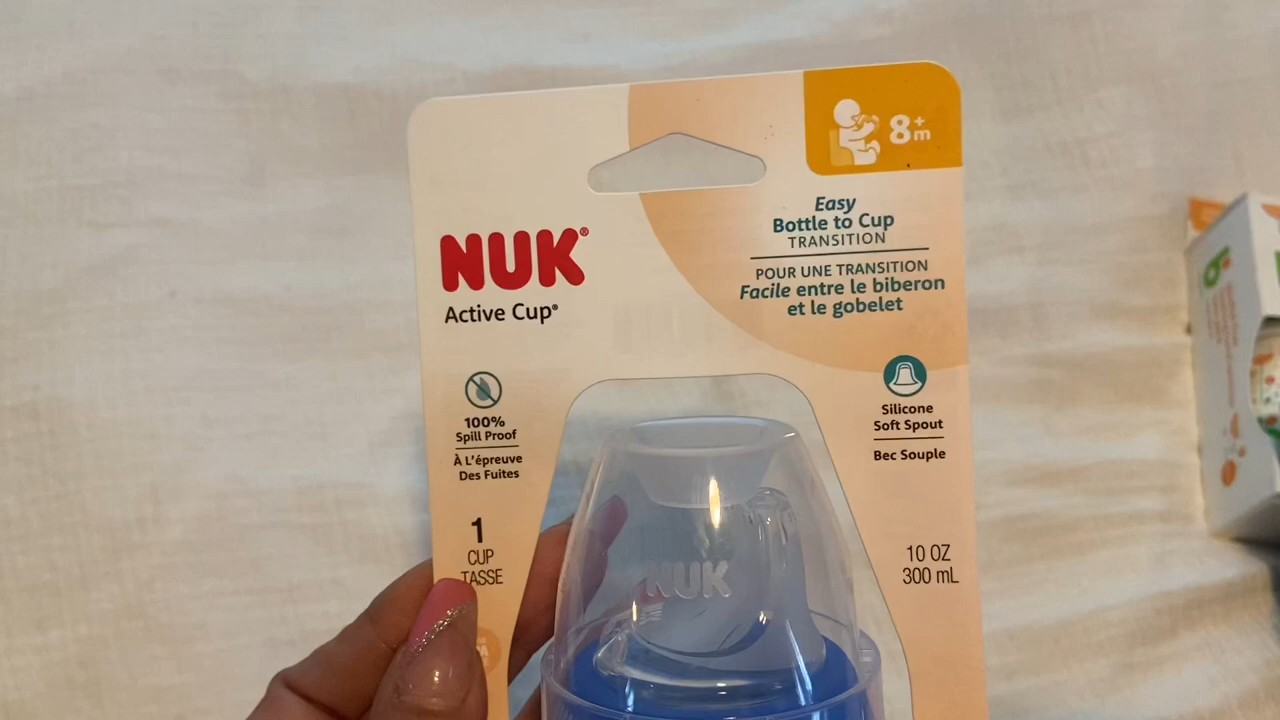 8+m
Easy
Bottle to Cup
TRANSITION
POUR UNE TRANSITION
Facile entre le biberon
et le gobelet
NUK®
Active Cup®
100%
Spill Proof
À L'épreuve
Des Fuites
Silicone
Soft Spout
Bec Souple
1
CUP
TASSE
10 OZ
300 mL
NUK